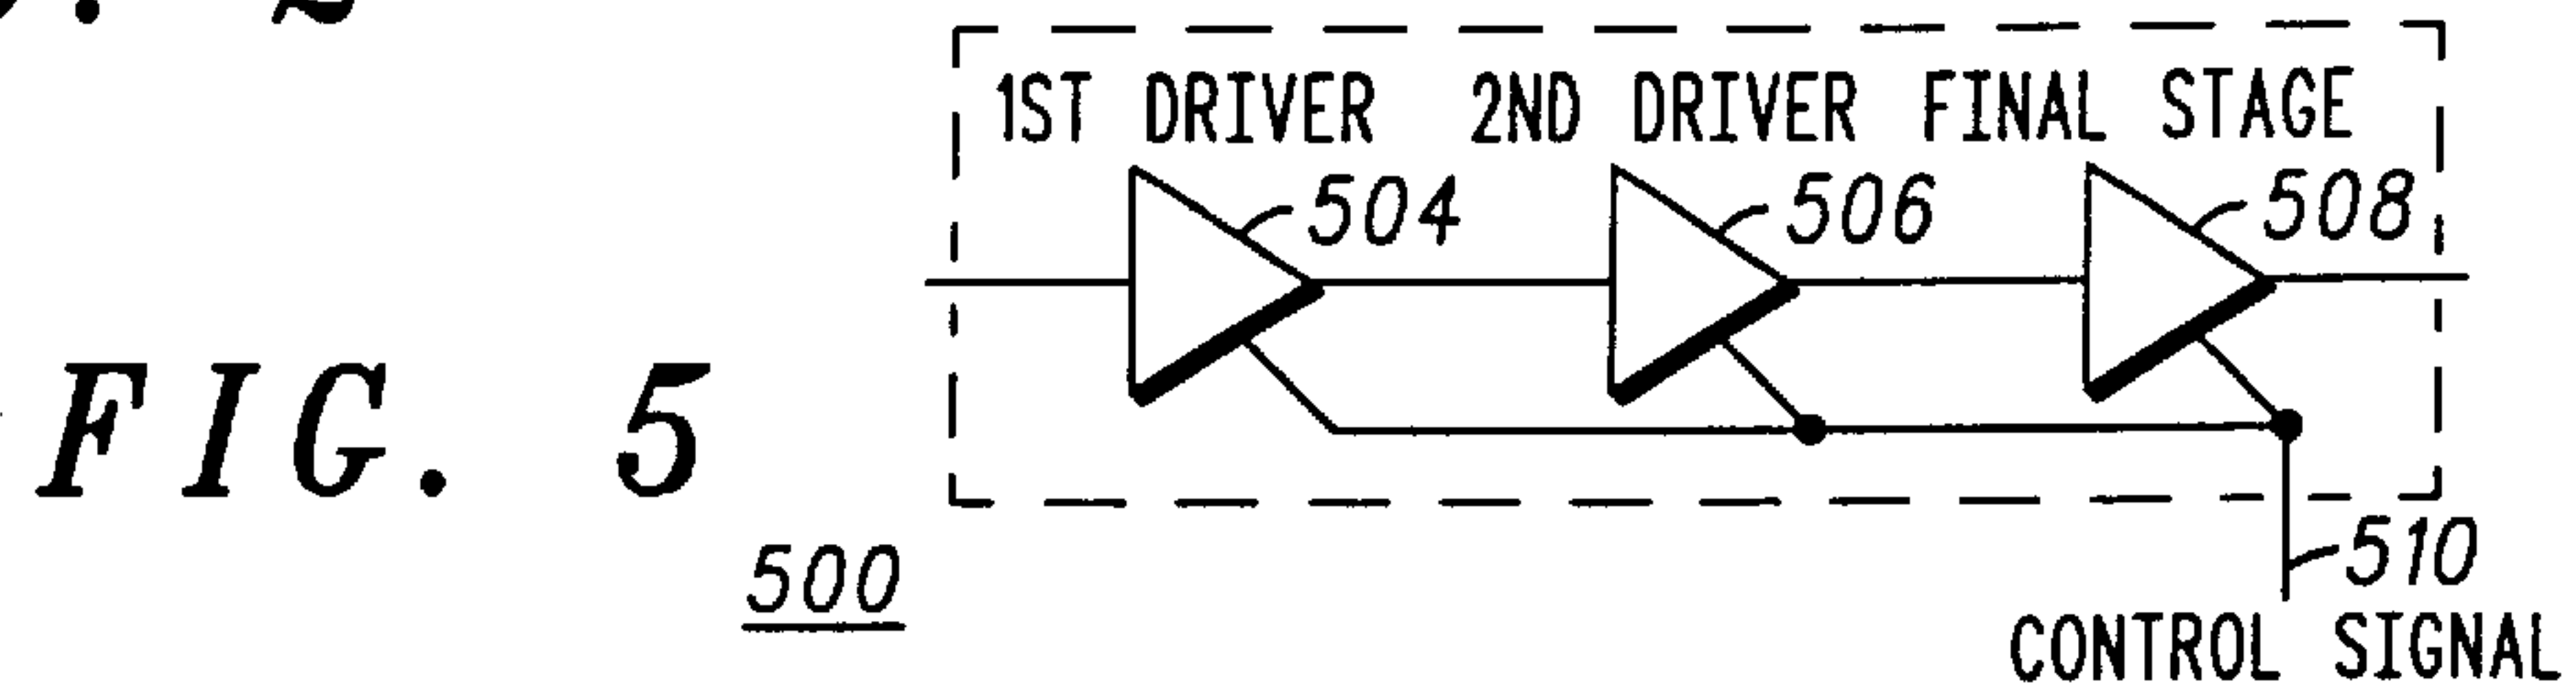 1ST DRIVER 2ND DRIVER FINAL STAGE
504 506 508
FIG. 5
500
510
CONTROL SIGNAL